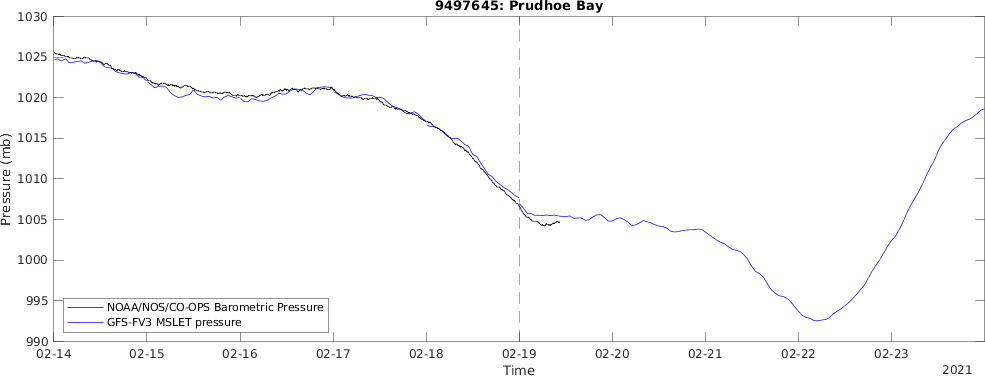 9497645: Prudhoe Bay
Pressure (mb)
1030
1025
1020
1015
1010
1005
1000
995
990
NOAA/NOS/CO-OPS Barometric Pressure
GFS-FV3 MSLET pressure
02-14 02-15 02-16 02-17 02-18 02-19 02-20 02-21 02-22 02-23
Time
2021